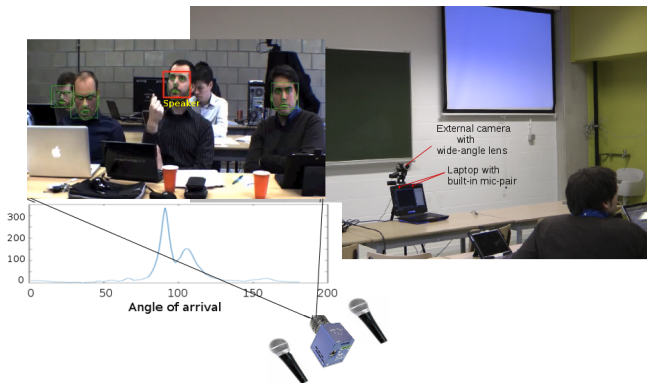 Speaker
External camera
with
wide-angle lens
Laptop with
built-in mic-pair
300
200
100
0
0
50
100
150
200
Angle of arrival